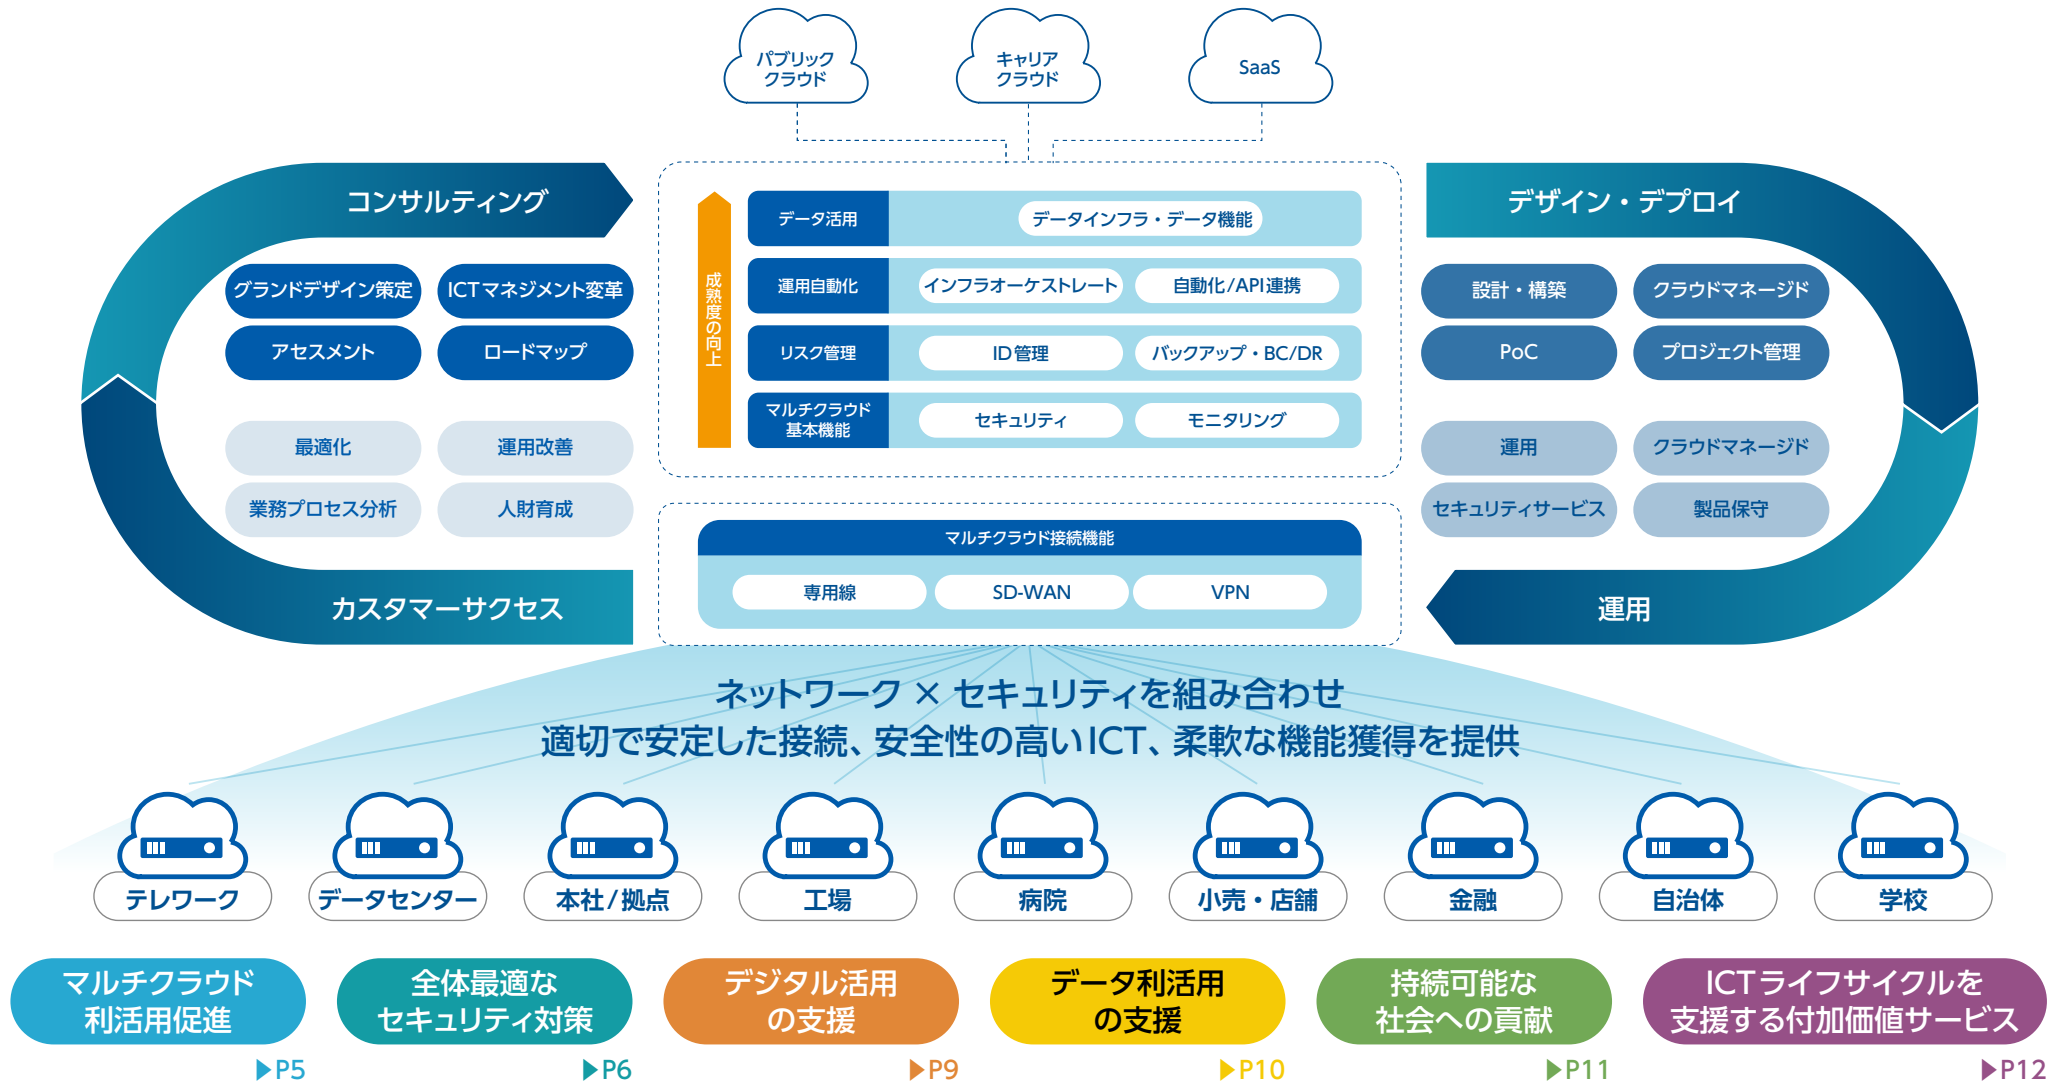 パブリック
クラウド
キャリア
クラウド
SaaS
コンサルティング
グランドデザイン策定
ICTマネジメント変革
アセスメント
ロードマップ
最適化
運用改善
業務プロセス分析
人財育成
カスタマーサクセス
成熟度の向上
データ活用
データインフラ・データ機能
運用自動化
インフラオーケストレート
自動化/API連携
リスク管理
ID管理
バックアップ・BC/DR
マルチクラウド
基本機能
セキュリティ
モニタリング
マルチクラウド接続機能
専用線
SD-WAN
VPN
デザイン・デプロイ
設計・構築
クラウドマネージド
PoC
プロジェクト管理
運用
クラウドマネージド
セキュリティサービス
製品保守
運用
ネットワーク × セキュリティを組み合わせ
適切で安定した接続、安全性の高いICT、柔軟な機能獲得を提供
テレワーク
データセンター
本社/拠点
工場
病院
小売・店舗
金融
自治体
学校
マルチクラウド
利活用促進
▶P5
全体最適な
セキュリティ対策
▶P6
デジタル活用
の支援
▶P9
データ利活用
の支援
▶P10
持続可能な
社会への貢献
▶P11
ICTライフサイクルを
支援する付加価値サービス
▶P12